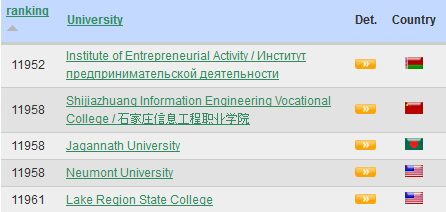 ranking University Det. Country
11952 Institute of Entrepreneurial Activity / Институт
предпринимательской деятельности
11958 Shijiazhuang Information Engineering Vocational
College / 石家庄信息工程职业学院
11958 Jagannath University
11958 Neumont University
11961 Lake Region State College